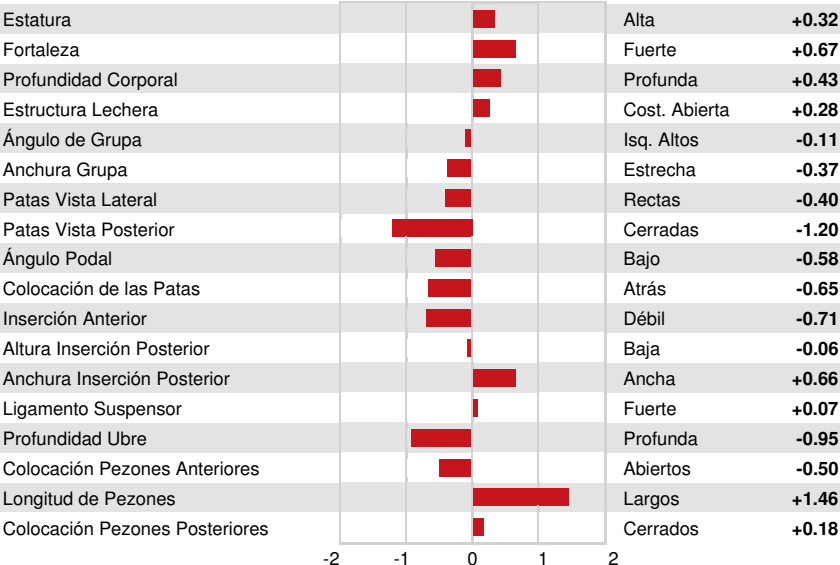 Estatura Alta +0.32
Fortaleza Fuerte +0.67
Profundidad Corporal Profunda +0.43
Estructura Lechera Cost. Abierta +0.28
Ángulo de Grupa Isq. Altos -0.11
Anchura Grupa Estrecha -0.37
Patas Vista Lateral Rectas -0.40
Patas Vista Posterior Cerradas -1.20
Ángulo Podal Bajo -0.58
Colocación de las Patas Atrás -0.65
Inserción Anterior Débil -0.71
Altura Inserción Posterior Baja -0.06
Anchura Inserción Posterior Ancha +0.66
Ligamento Suspensor Fuerte +0.07
Profundidad Ubre Profunda -0.95
Colocación Pezones Anteriores Abiertos -0.50
Longitud de Pezones Largos +1.46
Colocación Pezones Posteriores Cerrados +0.18
-2 -1 0 1 2